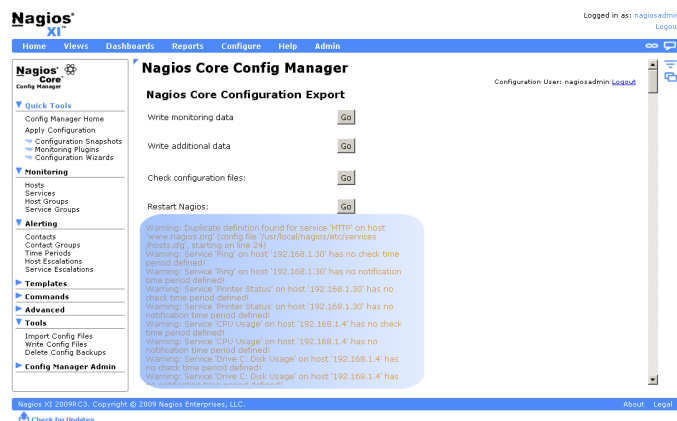 Nagios®
XI™
Logged in as: nagiosadmin
Logout
Home Views Dashboards Reports Configure Help Admin
Nagios®
Core™
Config Manager
Quick Tools
Config Manager Home
Apply Configuration
Configuration Snapshots
Monitoring Plugins
Configuration Wizards
Monitoring
Hosts
Services
Host Groups
Service Groups
Alerting
Contacts
Contact Groups
Time Periods
Host Escalations
Service Escalations
Templates
Commands
Advanced
Tools
Import Config Files
Write Config Files
Delete Config Backups
Config Manager Admin
Nagios Core Config Manager
Configuration User: nagiosadmin Logout
Nagios Core Configuration Export
Write monitoring data Go
Write additional data Go
Check configuration files: Go
Restart Nagios: Go
Warning: Duplicate definition found for service 'HTTP' on host
'www.nagios.org' (config file '/usr/local/nagios/etc/services
/hosts.cfg', starting on line 24)
Warning: Service 'Ping' on host '192.168.1.30' has no check time
period defined!
Warning: Service 'Ping' on host '192.168.1.30' has no notification
time period defined!
Warning: Service 'Printer Status' on host '192.168.1.30' has no
check time period defined!
Warning: Service 'Printer Status' on host '192.168.1.30' has no
notification time period defined!
Warning: Service 'CPU Usage' on host '192.168.1.4' has no check
time period defined!
Warning: Service 'CPU Usage' on host '192.168.1.4' has no
notification time period defined!
Warning: Service 'Drive C: Disk Usage' on host '192.168.1.4' has
no check time period defined!
Warning: Service 'Drive C: Disk Usage' on host '192.168.1.4' has
no notification time period defined!
Nagios XI 2009RC3. Copyright © 2009 Nagios Enterprises, LLC.
About Legal
Check for Updates